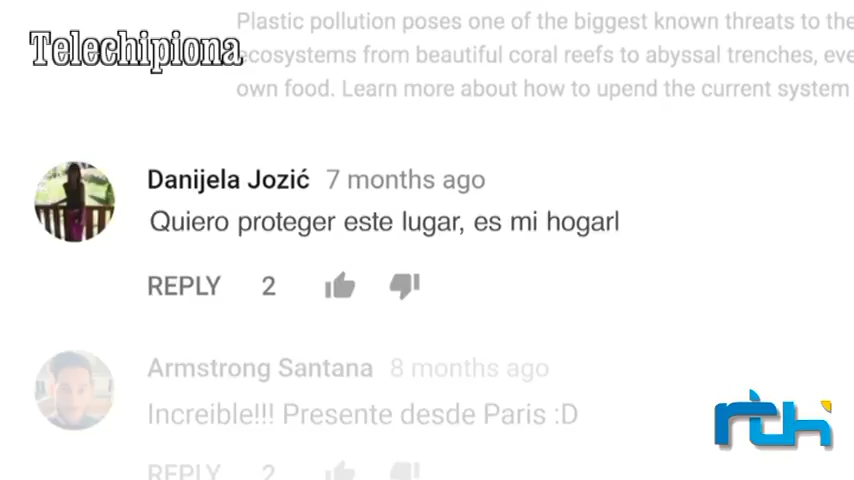 Plastic pollution poses one of the biggest known threats to the
Telechipiona
ecosystems from beautiful coral reefs to abyssal trenches, eve
own food. Learn more about how to upend the current system
Danijela Jozić 7 months ago
Quiero proteger este lugar, es mi hogarl
REPLY 2
Armstrong Santana 8 months ago
Increible!!! Presente desde Paris :D
rtch
REPLY 2